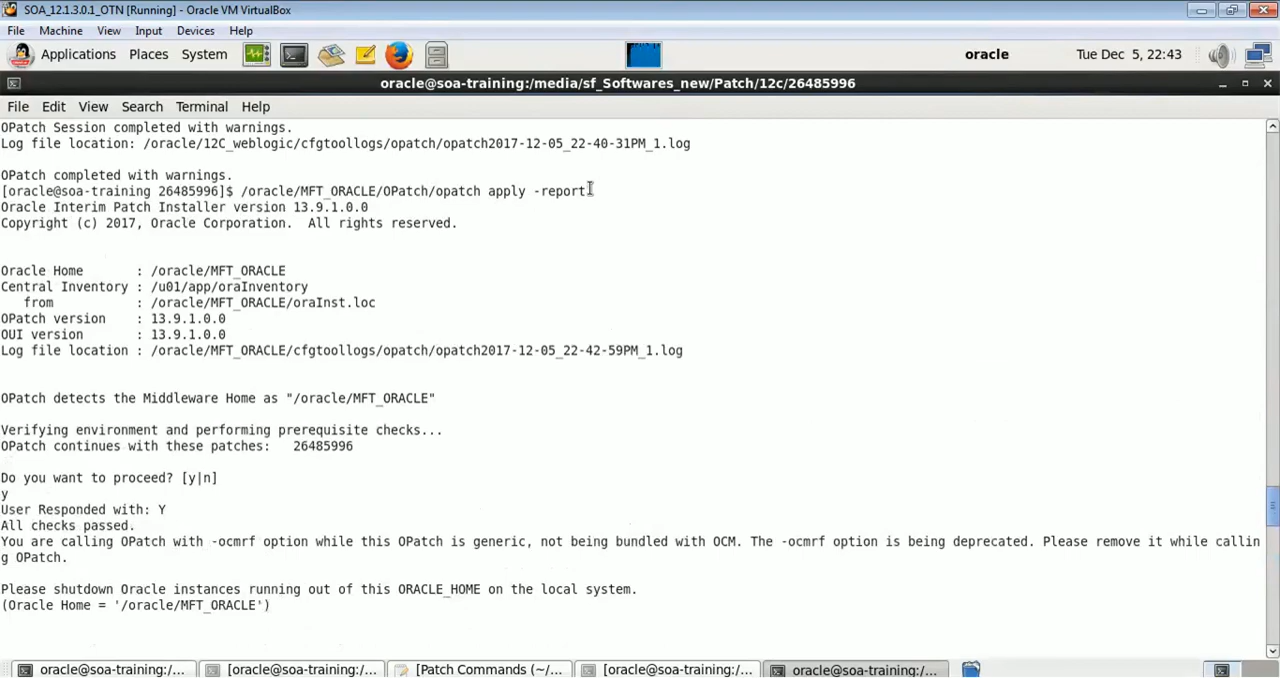 SOA_12.1.3.0.1_OTN [Running] - Oracle VM VirtualBox
File Machine View Input Devices Help
Applications Places System oracle Tue Dec 5, 22:43
oracle@soa-training:/media/sf_Softwares_new/Patch/12c/26485996
File Edit View Search Terminal Help
OPatch Session completed with warnings.
Log file location: /oracle/12C_weblogic/cfgtoollogs/opatch/opatch2017-12-05_22-40-31PM_1.log
OPatch completed with warnings.
[oracle@soa-training 26485996]$ /oracle/MFT_ORACLE/OPatch/opatch apply -report
Oracle Interim Patch Installer version 13.9.1.0.0
Copyright (c) 2017, Oracle Corporation.  All rights reserved.
Oracle Home       : /oracle/MFT_ORACLE
Central Inventory : /u01/app/oraInventory
   from           : /oracle/MFT_ORACLE/oraInst.loc
OPatch version    : 13.9.1.0.0
OUI version       : 13.9.1.0.0
Log file location : /oracle/MFT_ORACLE/cfgtoollogs/opatch/opatch2017-12-05_22-42-59PM_1.log
OPatch detects the Middleware Home as "/oracle/MFT_ORACLE"
Verifying environment and performing prerequisite checks...
OPatch continues with these patches:   26485996
Do you want to proceed? [y|n]
y
User Responded with: Y
All checks passed.
You are calling OPatch with -ocmrf option while this OPatch is generic, not being bundled with OCM. The -ocmrf option is being deprecated. Please remove it while callin
g OPatch.
Please shutdown Oracle instances running out of this ORACLE_HOME on the local system.
(Oracle Home = '/oracle/MFT_ORACLE')
oracle@soa-training:/... [oracle@soa-training:/... [Patch Commands (~/... [oracle@soa-training:/... oracle@soa-training:/...